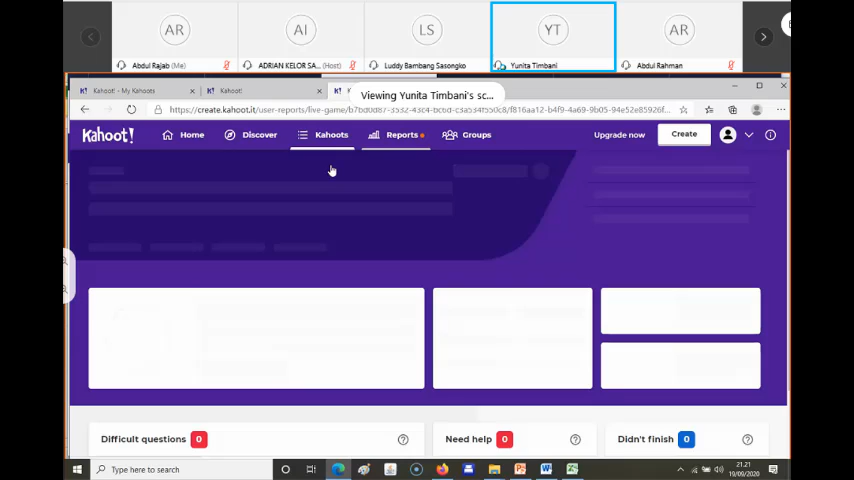 AR
AI
LS
YT
AR
Abdul Rajab (Me)
ADRIAN KELOR SA... (Host)
Luddy Bambang Sasongko
Yunita Timbani
Abdul Rahman
Kahoot! - My Kahoots
Kahoot!
Viewing Yunita Timbani's sc...
Kahoot!
Home
Discover
Kahoots
Reports
Groups
Upgrade now
Create
Difficult questions 0
Need help 0
Didn't finish 0
Type here to search
21.21
19/09/2020